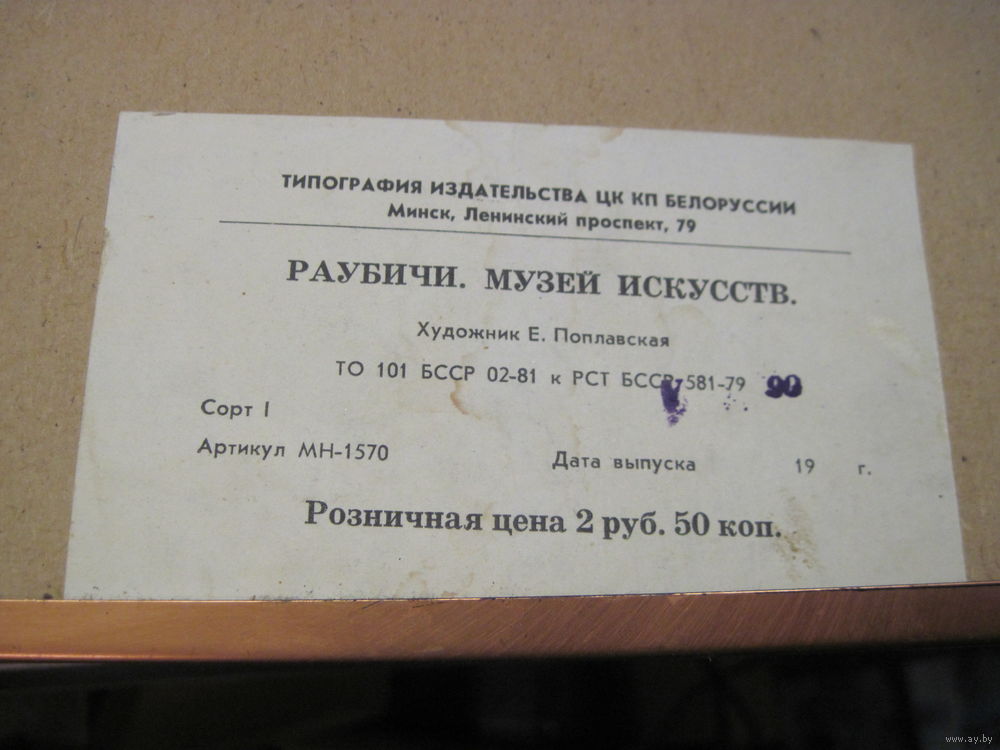 ТИПОГРАФИЯ ИЗДАТЕЛЬСТВА ЦК КП БЕЛОРУССИИ
Минск, Ленинский проспект, 79
РАУБИЧИ. МУЗЕЙ ИСКУССТВ.
Художник Е. Поплавская
ТО 101 БССР 02-81 к РСТ БССР 581-79 90
Сорт I
Артикул МН-1570
Дата выпуска 19 г.
Розничная цена 2 руб. 50 коп.
www.ay.by